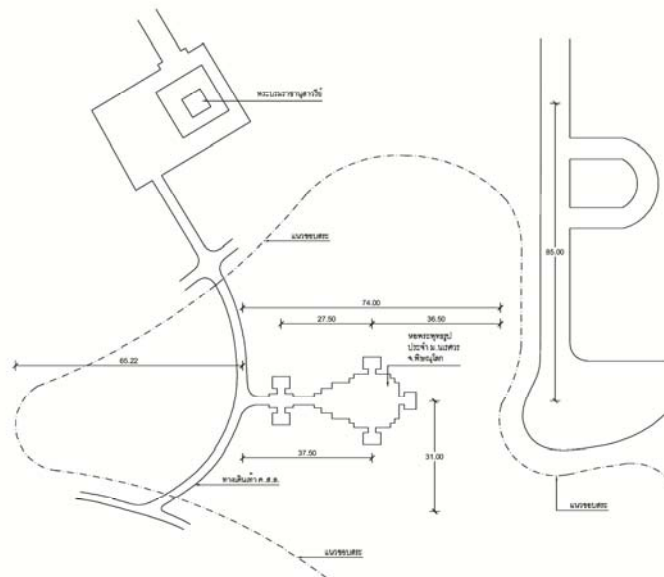 พระบรมราชานุสาวรีย์
แนวขอบสระ
85.00
74.00
27.50
36.50
หอพระพุทธรูป
ประจำ ม.นเรศวร
จ.พิษณุโลก
65.22
37.50
31.00
ทางเดินเท้า ค.ส.ล.
แนวขอบสระ
แนวขอบสระ